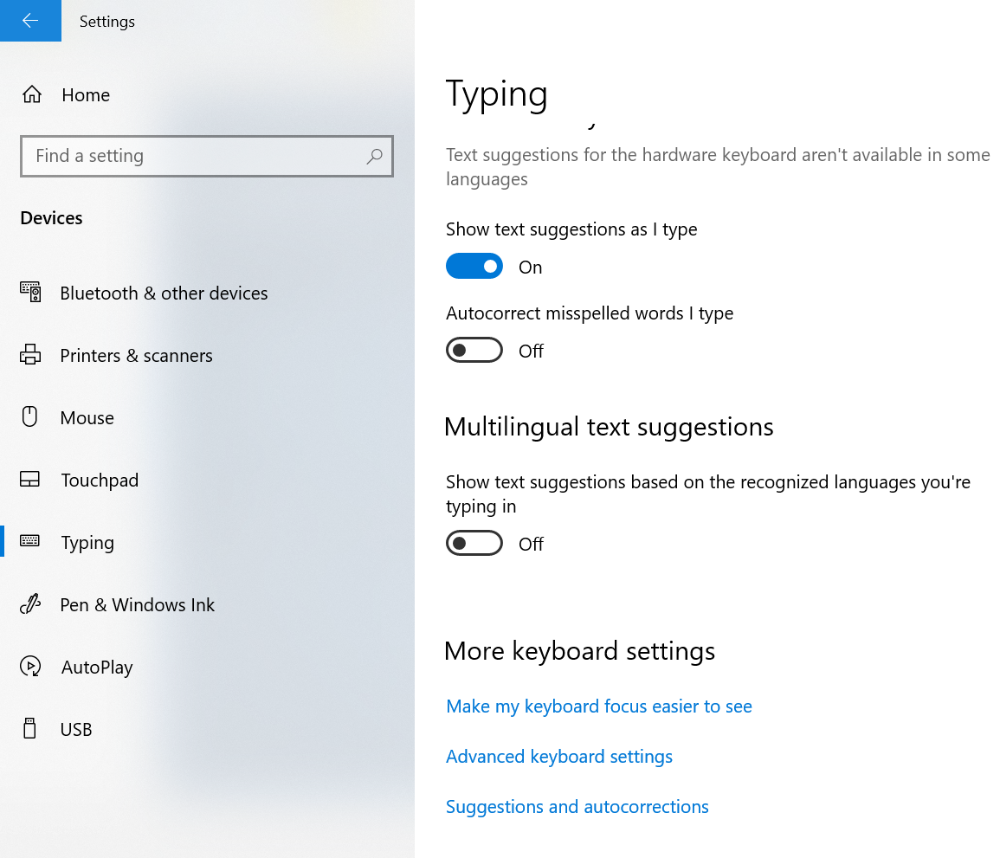 Settings
Home
Find a setting
Devices
Bluetooth & other devices
Printers & scanners
Mouse
Touchpad
Typing
Pen & Windows Ink
AutoPlay
USB
Typing
Text suggestions for the hardware keyboard aren't available in some
languages
Show text suggestions as I type
On
Autocorrect misspelled words I type
Off
Multilingual text suggestions
Show text suggestions based on the recognized languages you're
typing in
Off
More keyboard settings
Make my keyboard focus easier to see
Advanced keyboard settings
Suggestions and autocorrections